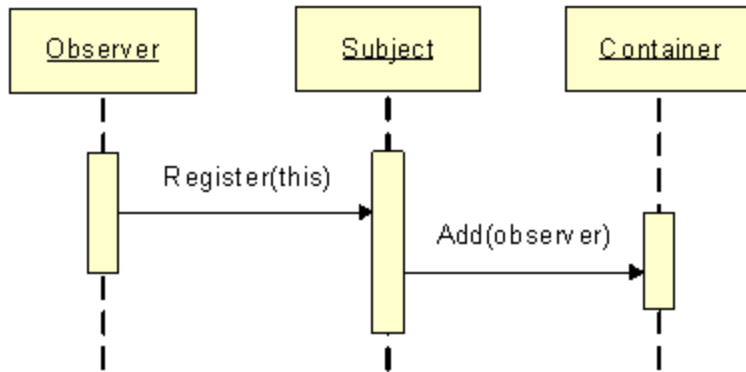 Observer
Subject
Container
Register(this)
Add(observer)